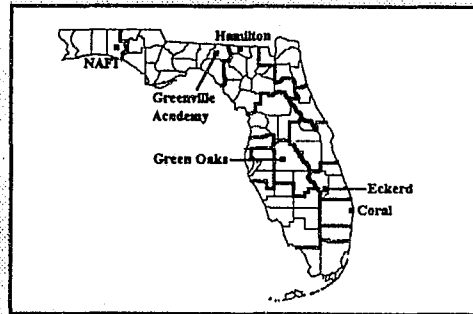 Hamilton
NAFI
Greenville
Academy
Green Oaks
Eckerd
Coral